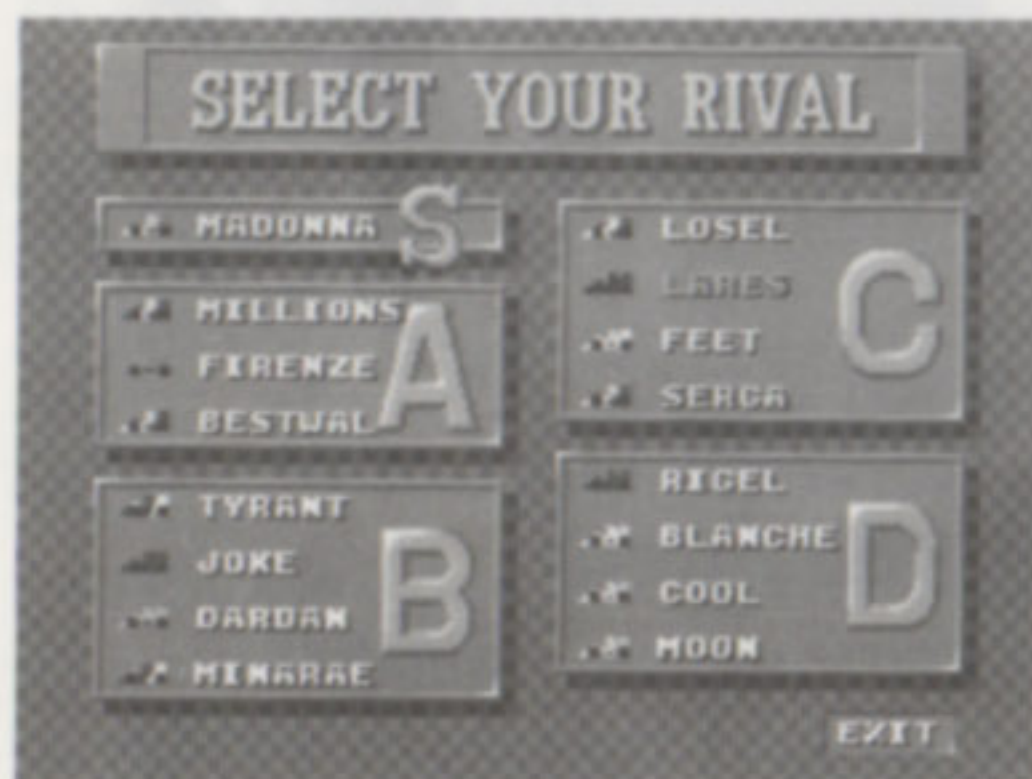 SELECT YOUR RIVAL
MADONNA S
MILLIONS
FIRENZE
BESTWAL
A
TYRANT
JOKE
DARDAN
MINARAE
B
LOSEL
LARES
FEET
SERGA
C
RIGEL
BLANCHE
COOL
MOON
D
EXIT